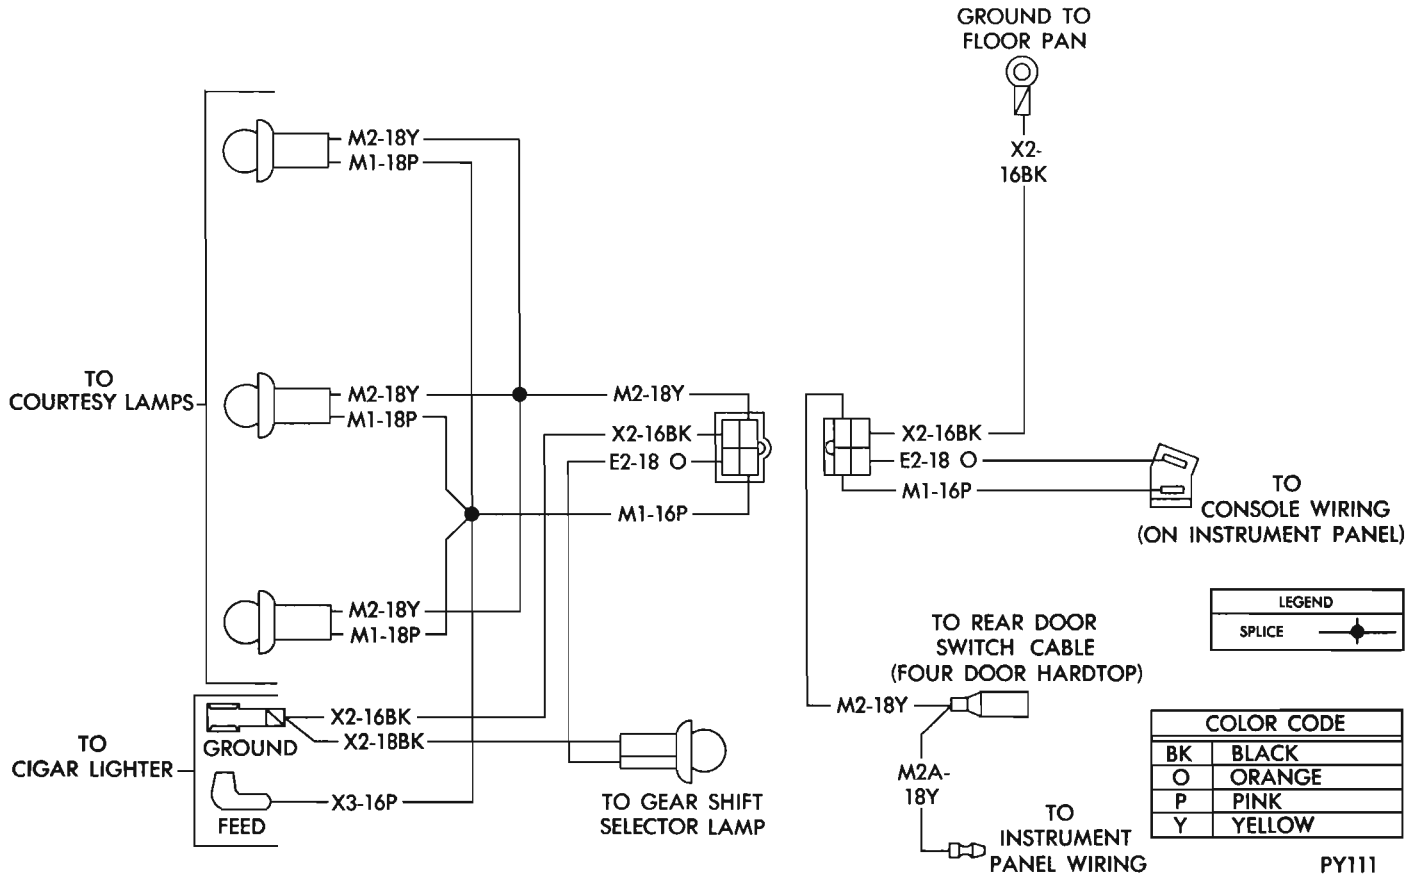 GROUND TO
FLOOR PAN
X2-
16BK
M2-18Y
M1-18P
TO
COURTESY LAMPS
M2-18Y
M1-18P
M2-18Y
X2-16BK
E2-18 O
M1-16P
X2-16BK
E2-18 O
M1-16P
TO
CONSOLE WIRING
(ON INSTRUMENT PANEL)
M2-18Y
M1-18P
LEGEND
SPLICE
TO REAR DOOR
SWITCH CABLE
(FOUR DOOR HARDTOP)
M2-18Y
TO
CIGAR LIGHTER
GROUND
X2-16BK
X2-18BK
X3-16P
FEED
TO GEAR SHIFT
SELECTOR LAMP
M2A-
18Y
TO
INSTRUMENT
PANEL WIRING
COLOR CODE
BK BLACK
O ORANGE
P PINK
Y YELLOW
PY111